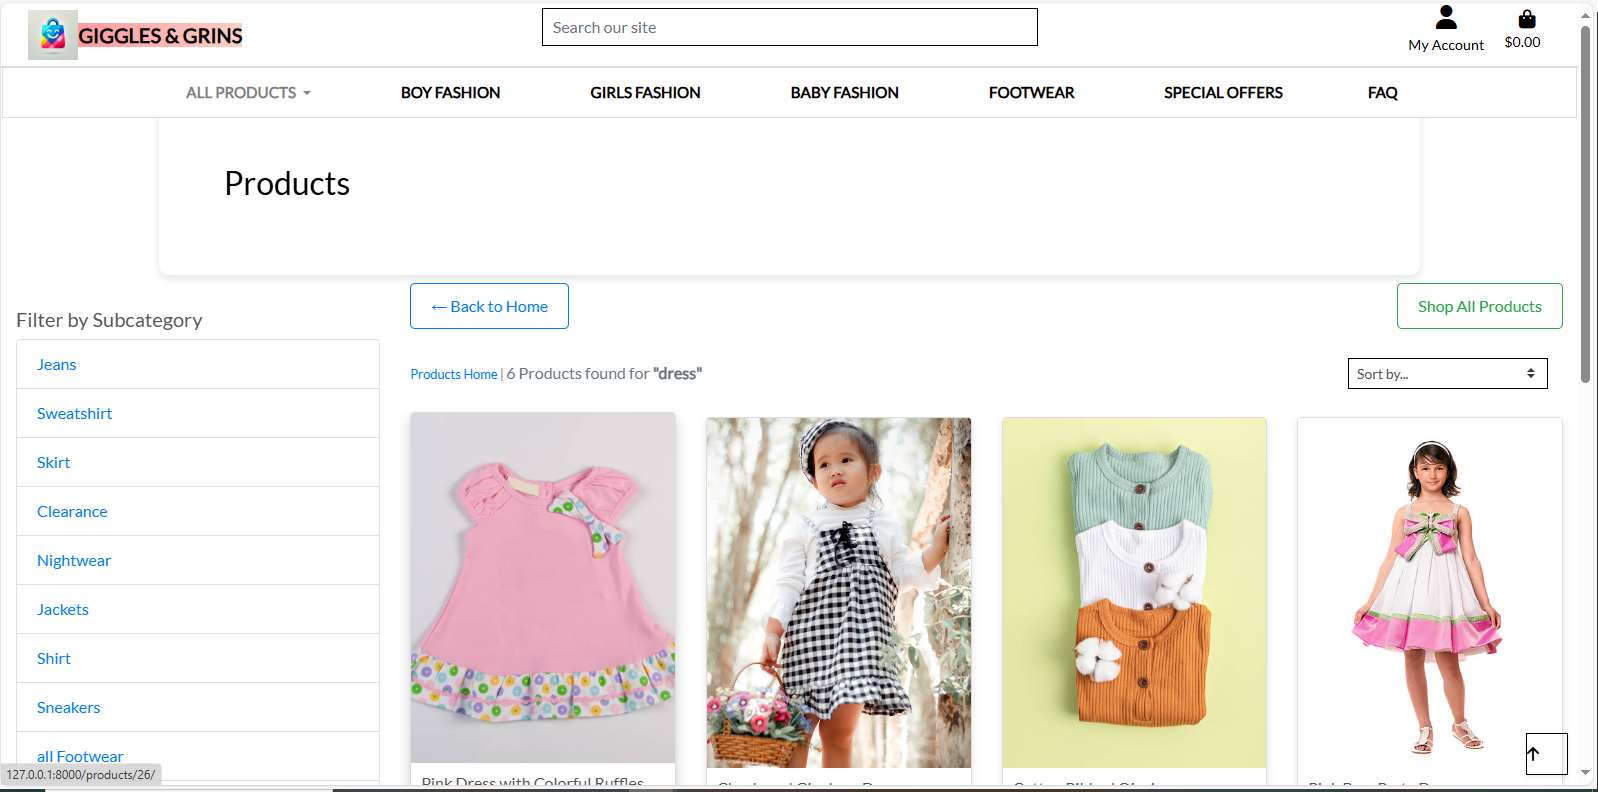 GIGGLES & GRINS
Search our site
My Account
$0.00
ALL PRODUCTS
BOY FASHION
GIRLS FASHION
BABY FASHION
FOOTWEAR
SPECIAL OFFERS
FAQ
Products
← Back to Home
Shop All Products
Filter by Subcategory
Jeans
Sweatshirt
Skirt
Clearance
Nightwear
Jackets
Shirt
Sneakers
all Footwear
Products Home | 6 Products found for "dress"
Sort by...
Pink Dress with Colorful Ruffles
127.0.0.1:8000/products/26/